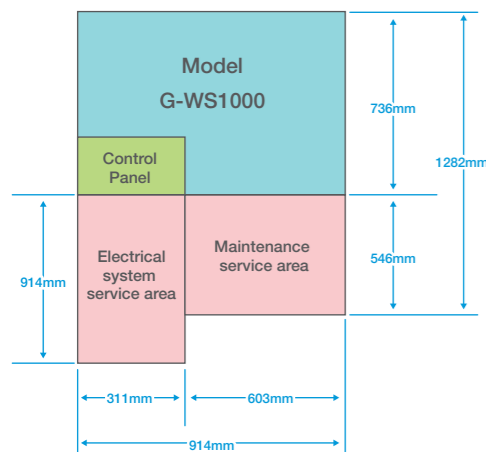 Model
G-WS1000
736mm
1282mm
Control
Panel
Electrical
system
service area
Maintenance
service area
546mm
914mm
311mm
603mm
914mm